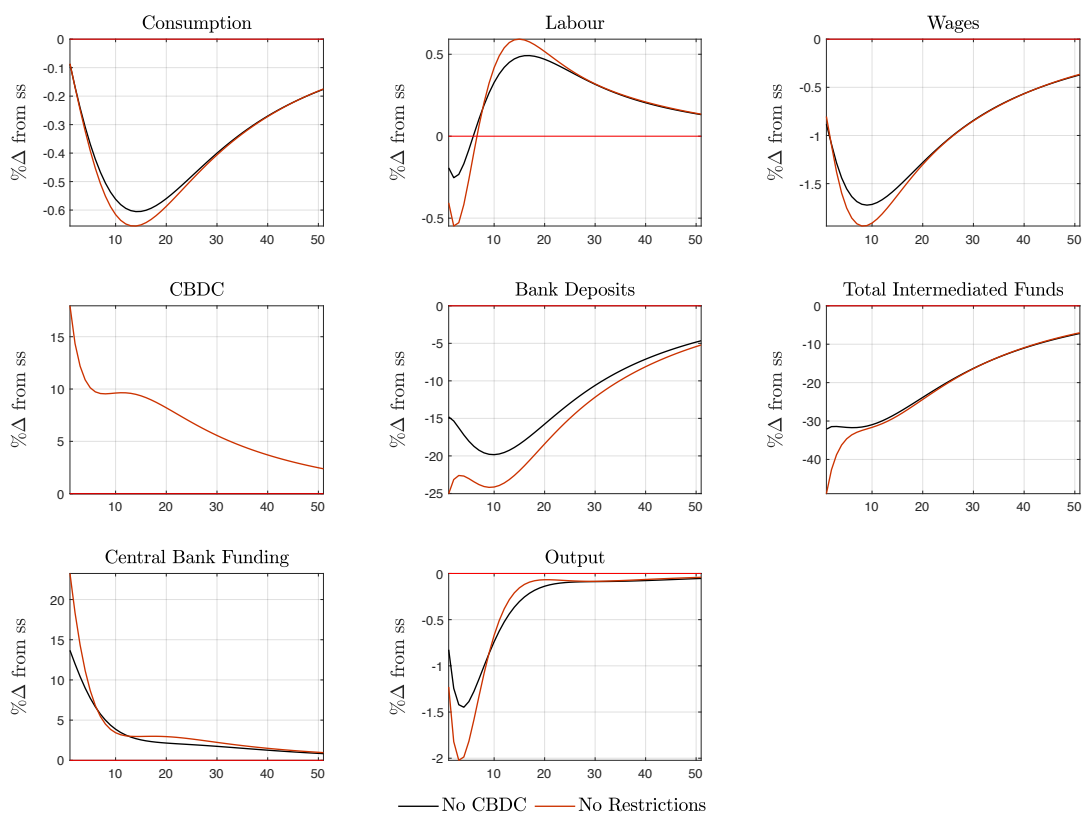 Consumption
%Δ from ss
0
-0.1
-0.2
-0.3
-0.4
-0.5
-0.6
10 20 30 40 50
Labour
%Δ from ss
0.5
0
-0.5
10 20 30 40 50
Wages
%Δ from ss
0
-0.5
-1
-1.5
10 20 30 40 50
CBDC
%Δ from ss
15
10
5
0
10 20 30 40 50
Bank Deposits
%Δ from ss
0
-5
-10
-15
-20
-25
10 20 30 40 50
Total Intermediated Funds
%Δ from ss
0
-10
-20
-30
-40
10 20 30 40 50
Central Bank Funding
%Δ from ss
20
15
10
5
0
10 20 30 40 50
Output
%Δ from ss
0
-0.5
-1
-1.5
-2
10 20 30 40 50
No CBDC No Restrictions